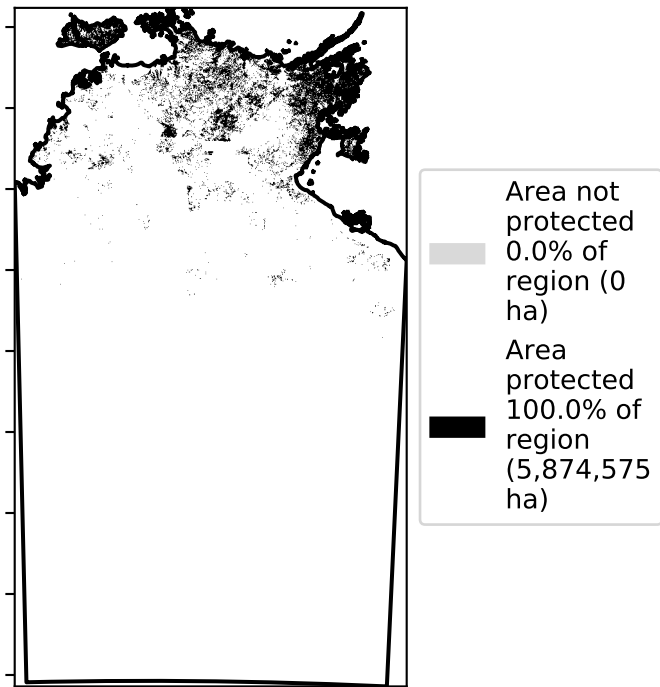 Area not
protected
0.0% of
region (0
ha)
Area
protected
100.0% of
region
(5,874,575
ha)